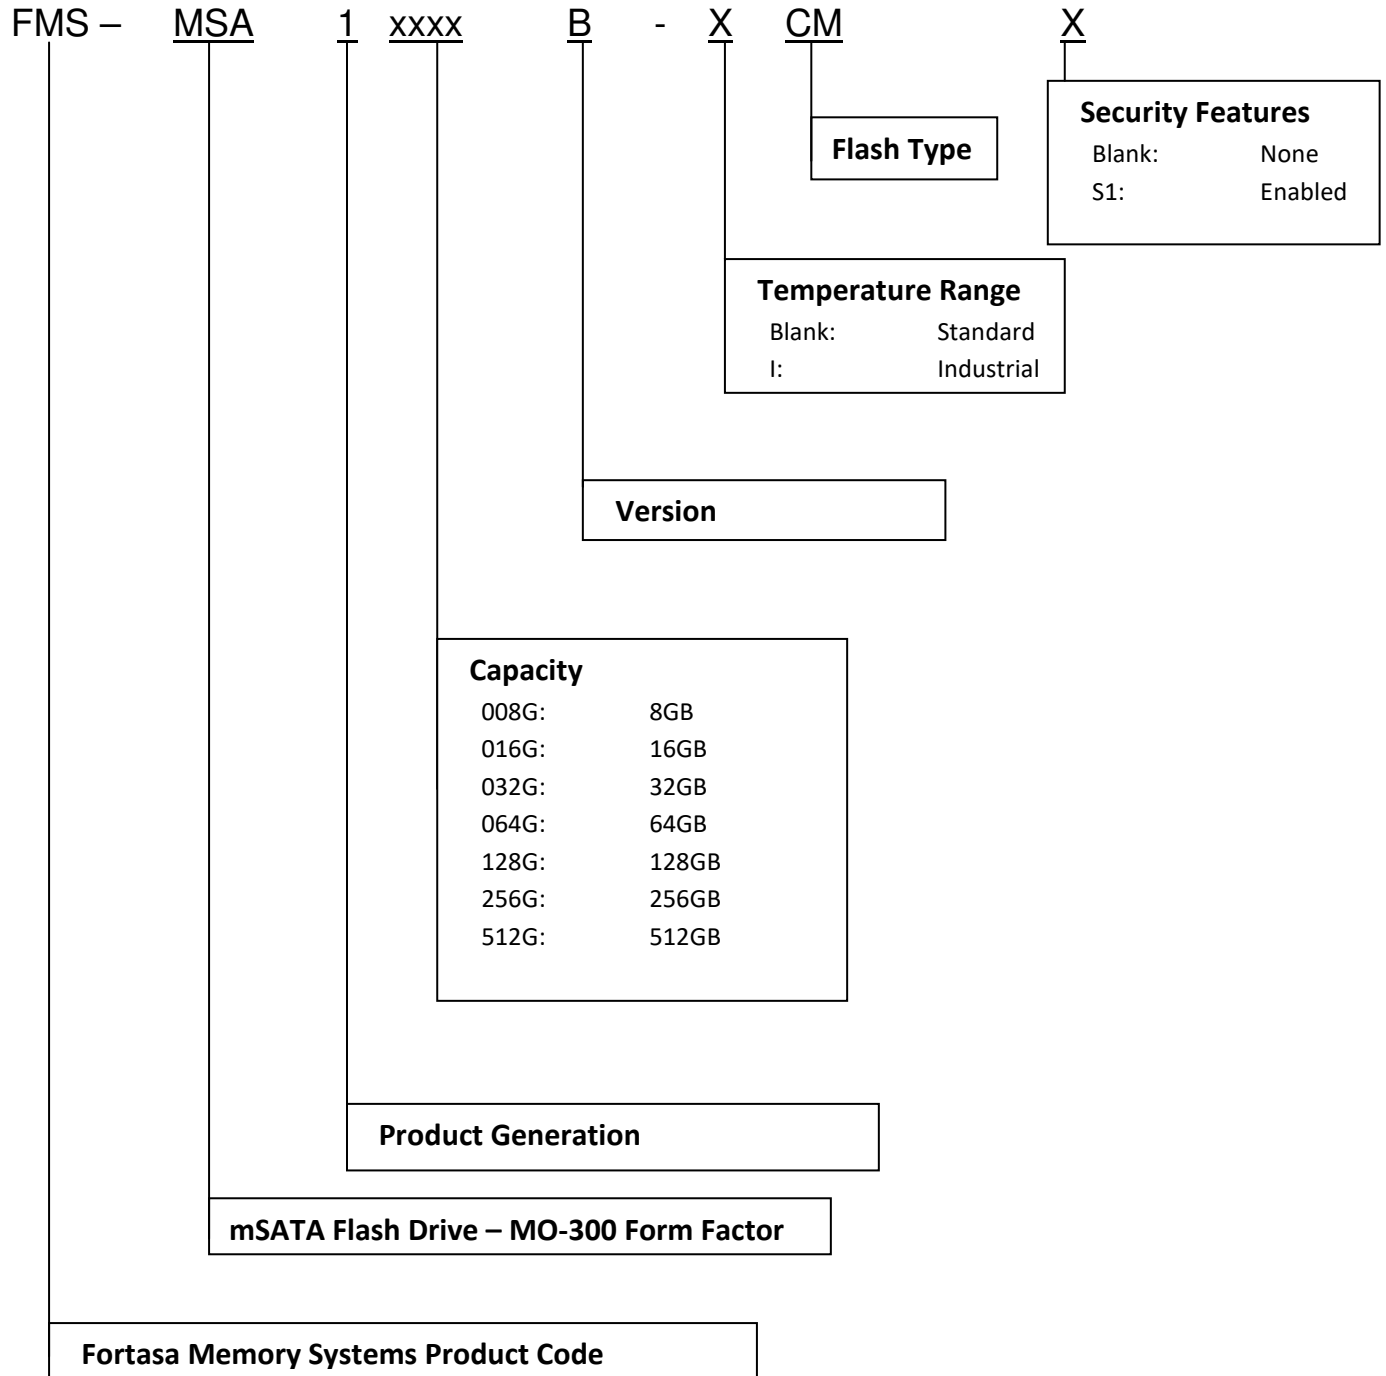 FMS – MSA 1 xxxx B - X CM X
Security Features
Blank: None
S1: Enabled
Flash Type
Temperature Range
Blank: Standard
I: Industrial
Version
Capacity
008G: 8GB
016G: 16GB
032G: 32GB
064G: 64GB
128G: 128GB
256G: 256GB
512G: 512GB
Product Generation
mSATA Flash Drive – MO-300 Form Factor
Fortasa Memory Systems Product Code